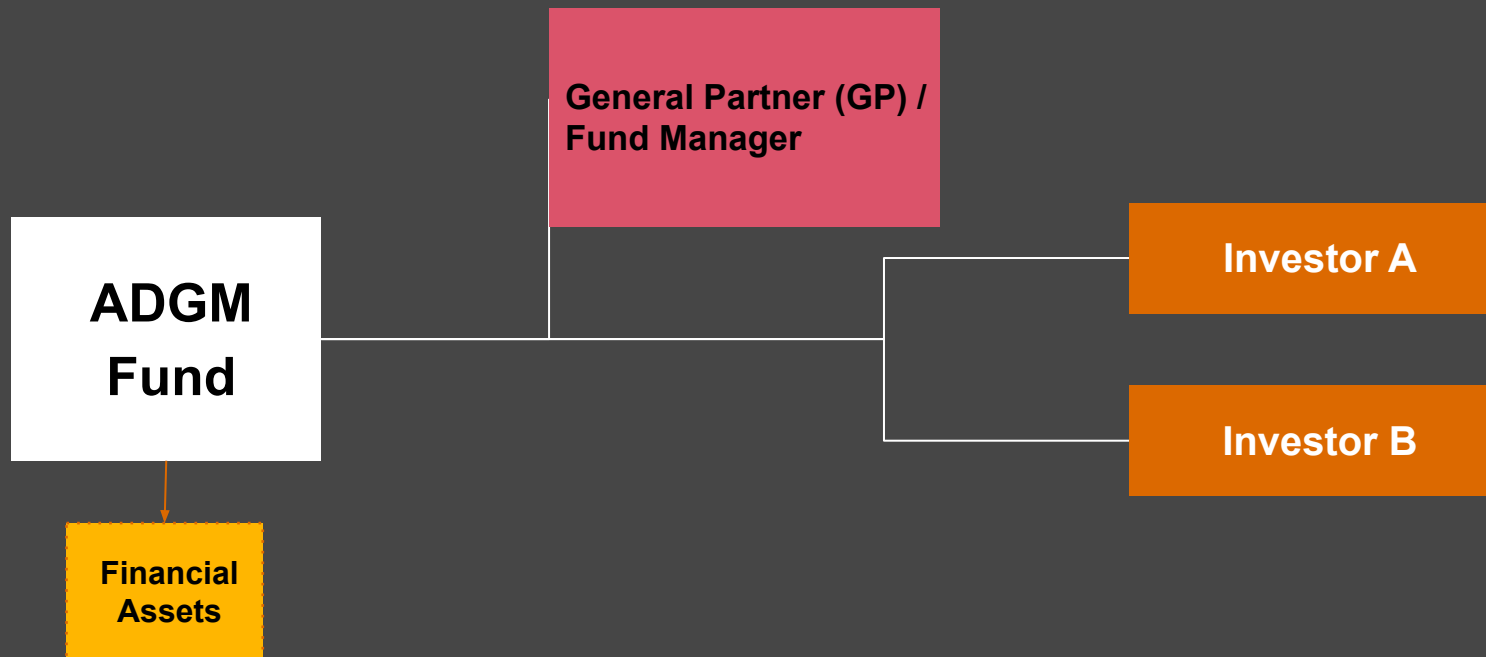 General Partner (GP) /
Fund Manager
ADGM
Fund
Investor A
Investor B
Financial
Assets